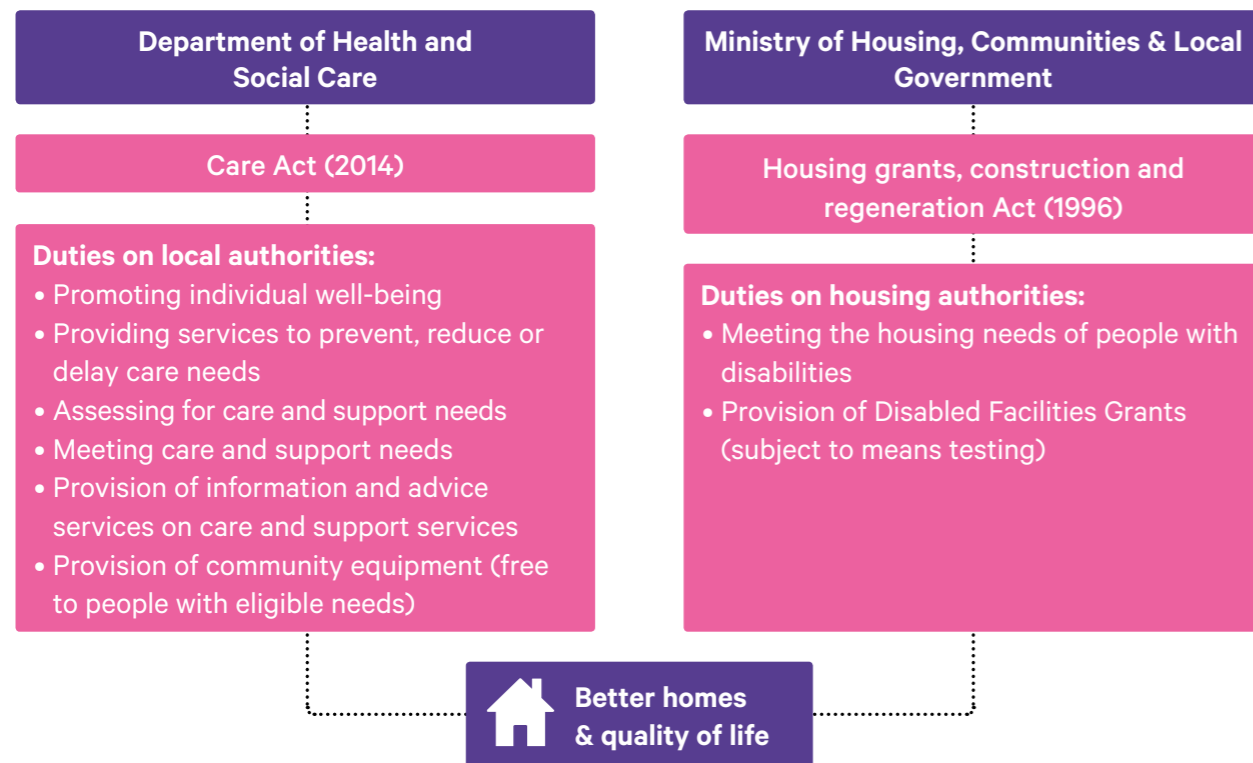 Department of Health and
Social Care
Care Act (2014)
Duties on local authorities:
• Promoting individual well-being
• Providing services to prevent, reduce or
delay care needs
• Assessing for care and support needs
• Meeting care and support needs
• Provision of information and advice
services on care and support services
• Provision of community equipment (free
to people with eligible needs)
Ministry of Housing, Communities & Local
Government
Housing grants, construction and
regeneration Act (1996)
Duties on housing authorities:
• Meeting the housing needs of people with
disabilities
• Provision of Disabled Facilities Grants
(subject to means testing)
Better homes
& quality of life